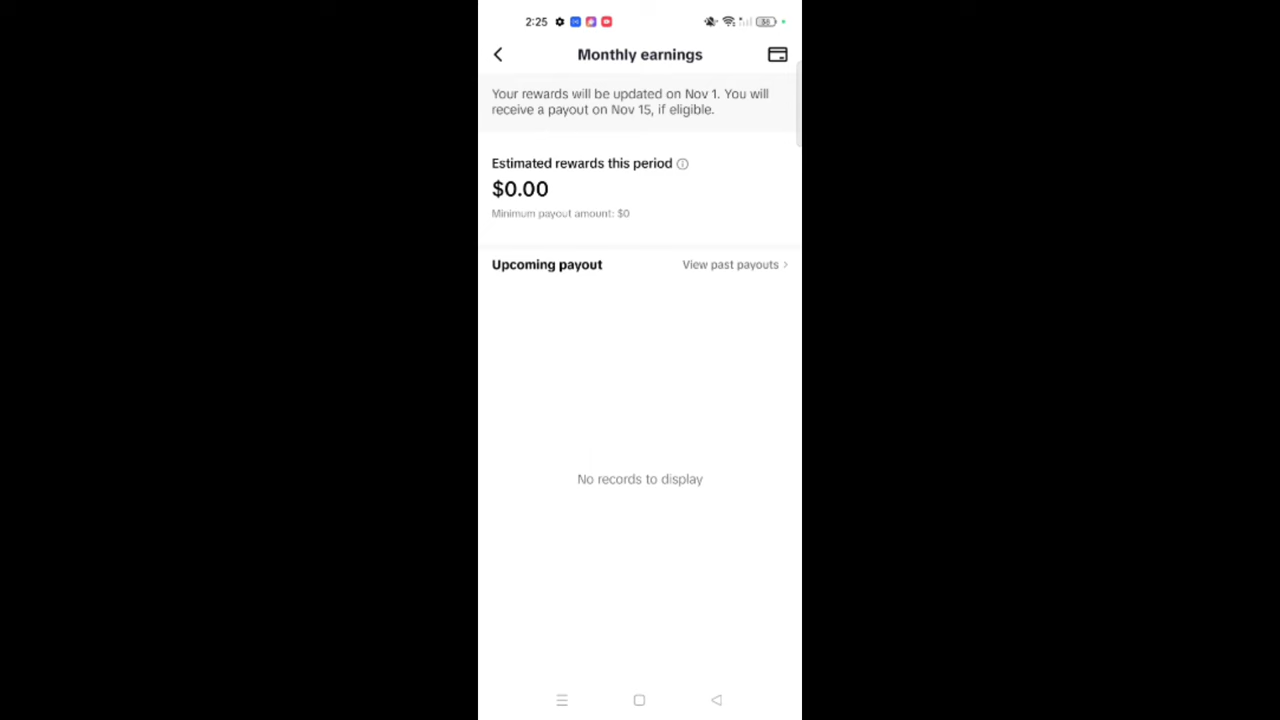 2:25
Monthly earnings
Your rewards will be updated on Nov 1. You will
receive a payout on Nov 15, if eligible.
Estimated rewards this period
$0.00
Minimum payout amount: $0
Upcoming payout View past payouts >
No records to display